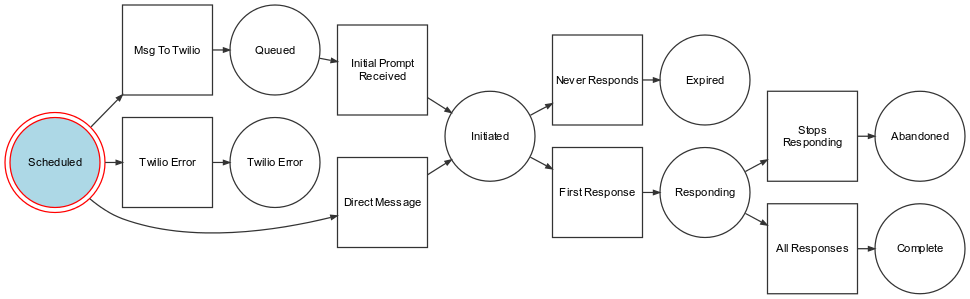 Msg To Twilio
Queued
Initial Prompt
Received
Never Responds
Expired
Initiated
Stops
Responding
Abandoned
Scheduled
Twilio Error
Twilio Error
Direct Message
First Response
Responding
All Responses
Complete